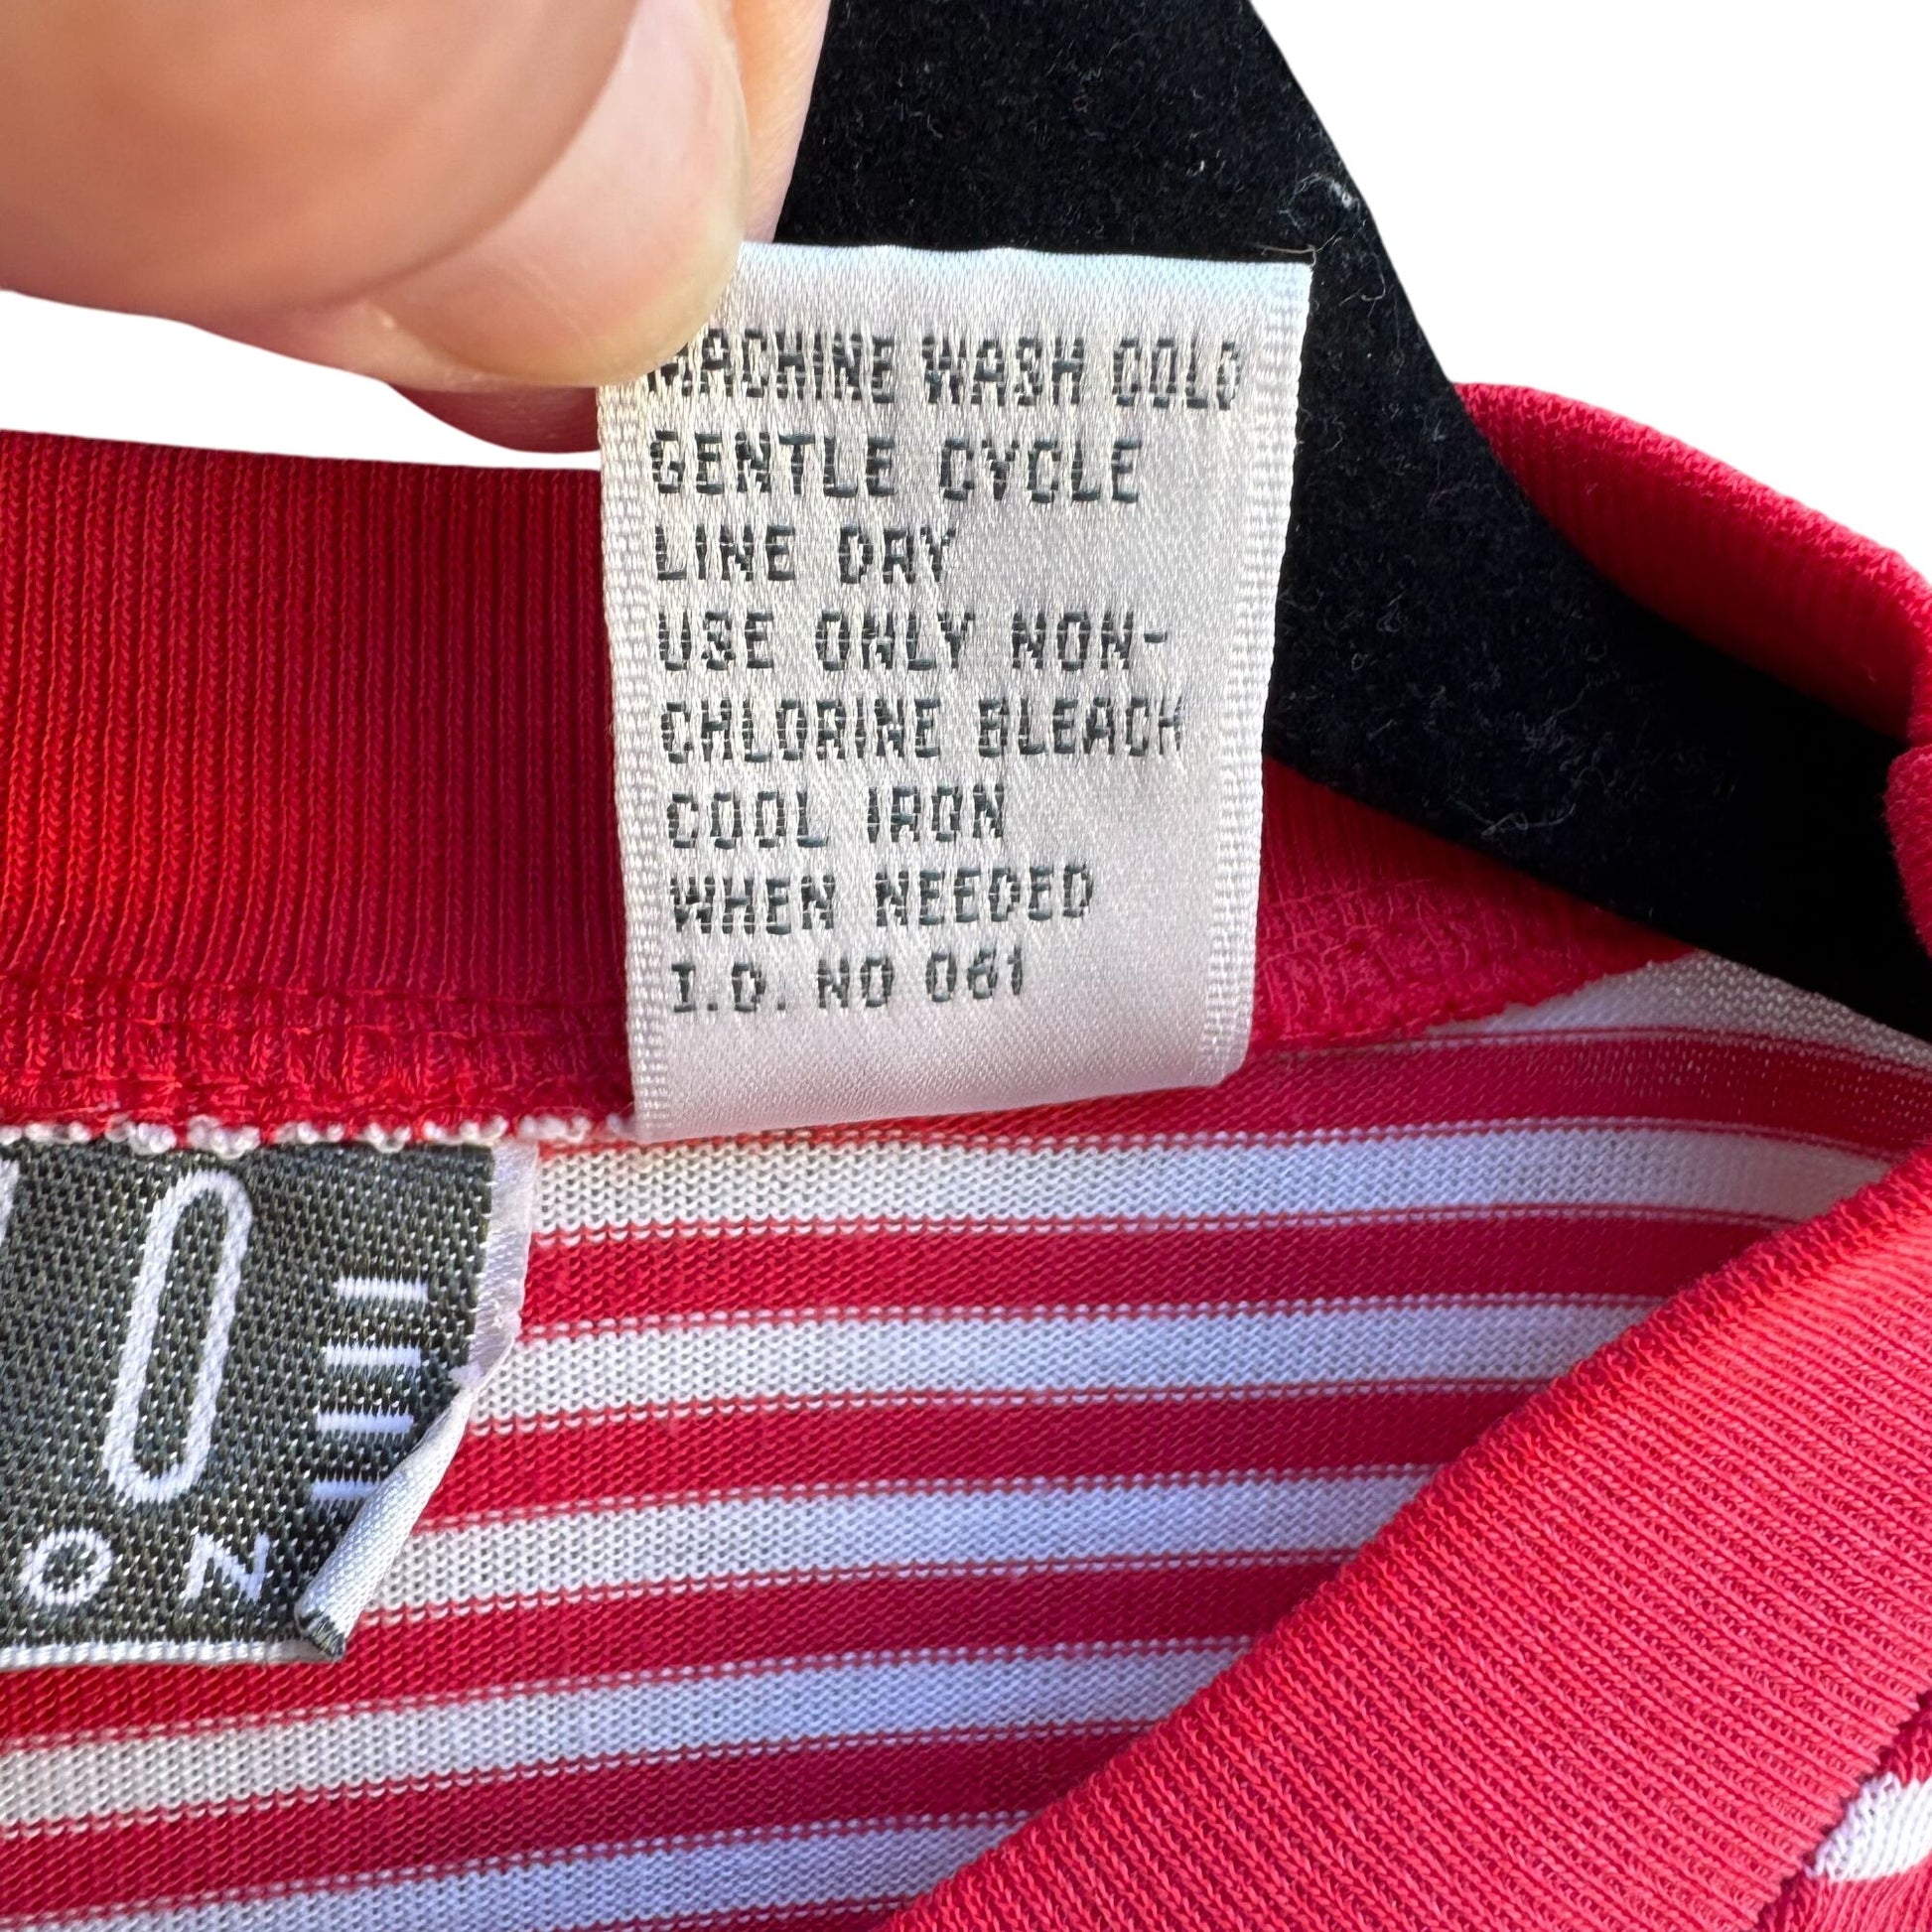 MACHINE WASH COLD
GENTLE CYCLE
LINE DRY
USE ONLY NON-
CHLORINE BLEACH
COOL IRON
WHEN NEEDED
I.D. NO 061